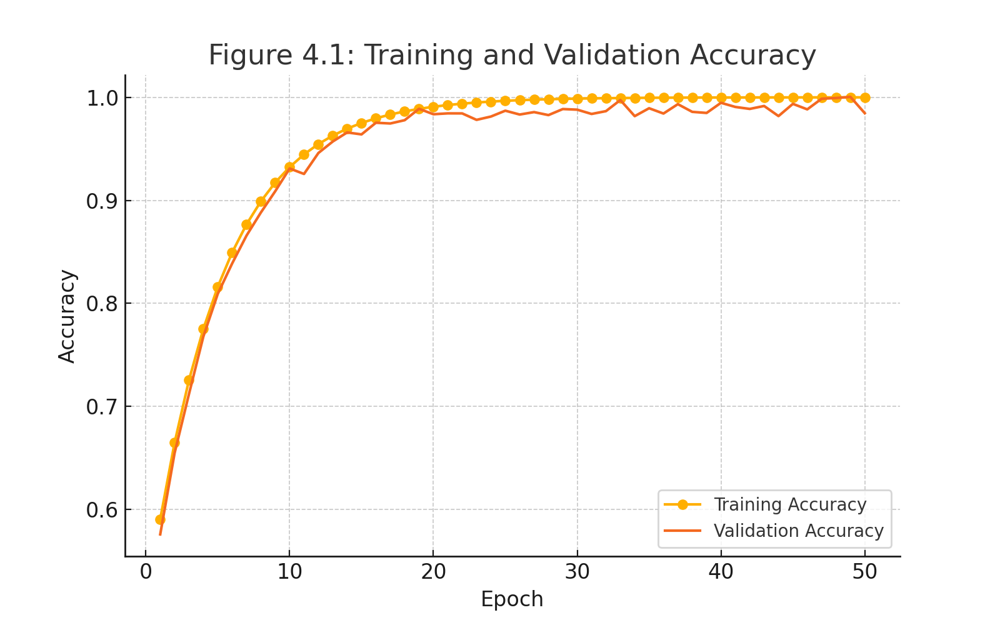 Figure 4.1: Training and Validation Accuracy
1.0
0.9
0.8
0.7
0.6
Accuracy
Training Accuracy
Validation Accuracy
0 10 20 30 40 50
Epoch